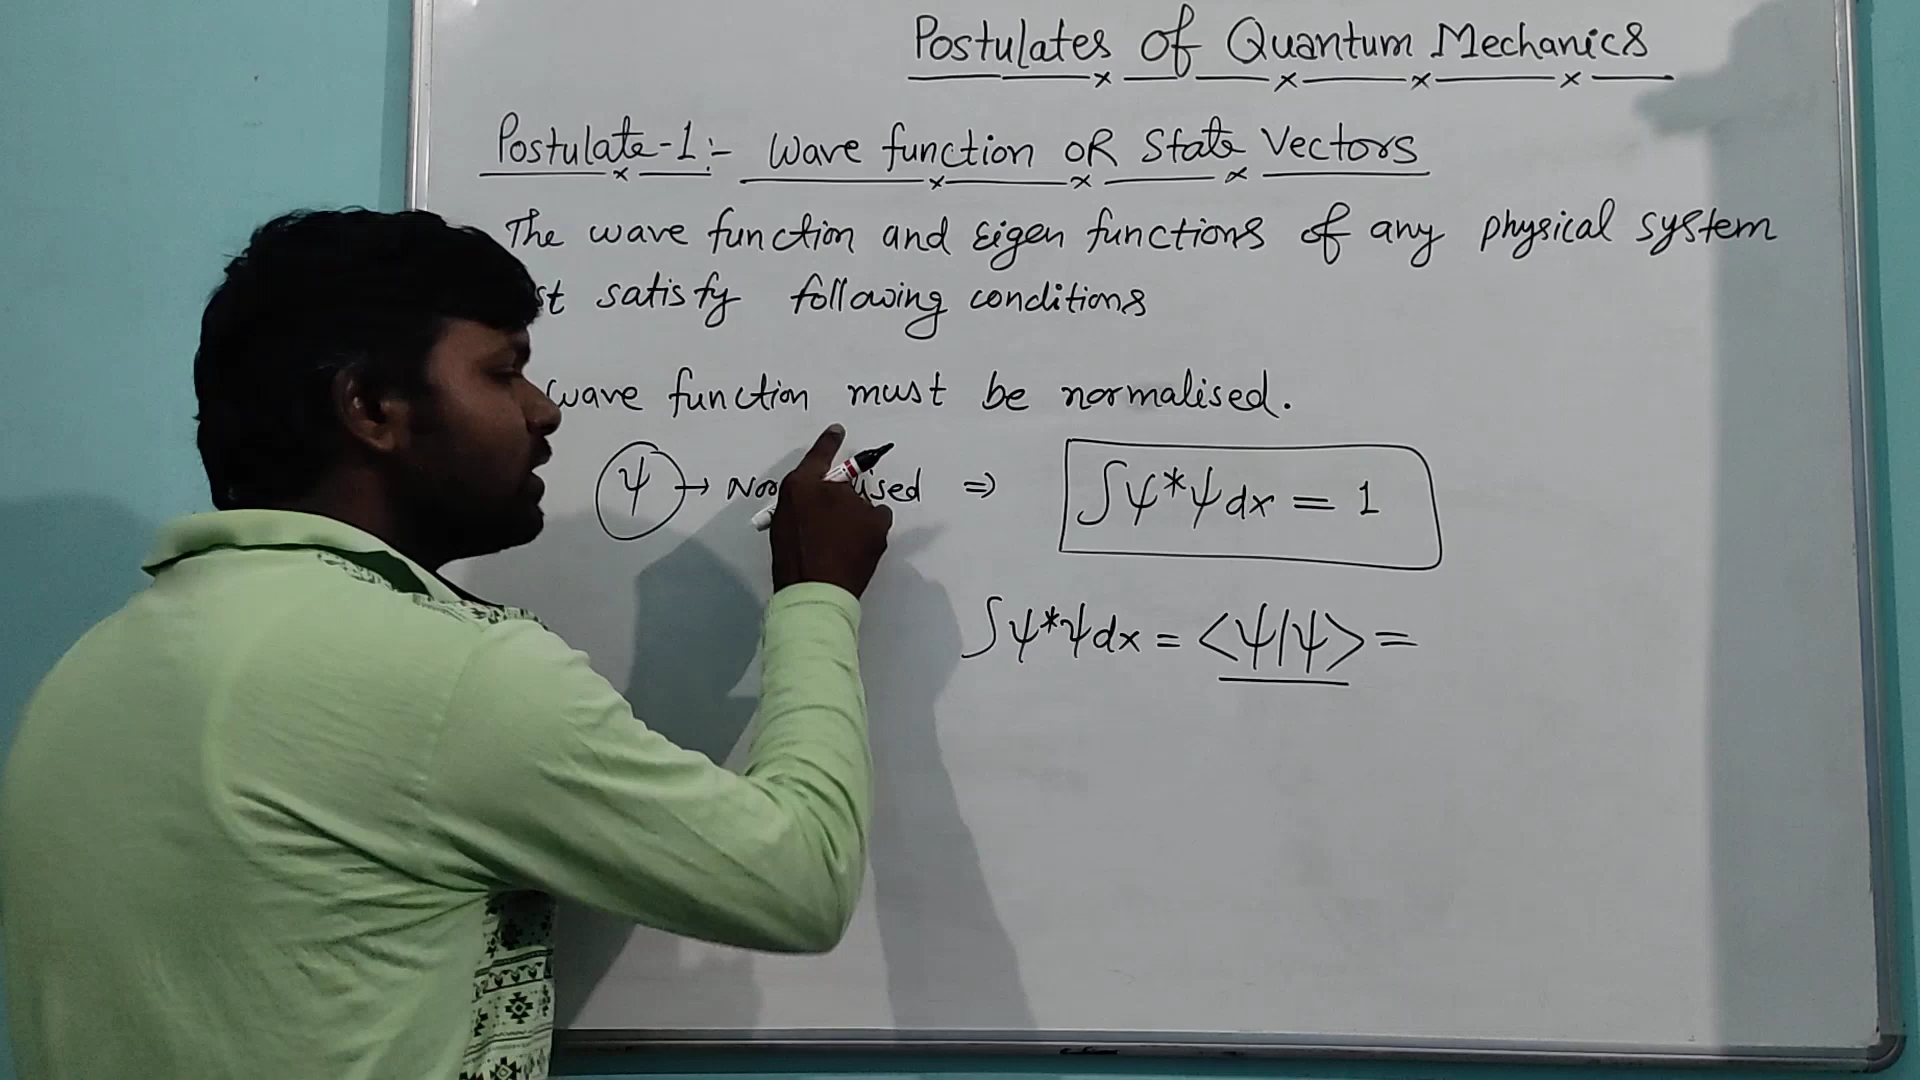 Postulates of Quantum Mechanics
Postulate-1:- Wave function OR State Vectors
The wave function and Eigen functions of any physical system
st satisfy following conditions
wave function must be normalised.
ψ → Nor ised ⇒ ∫ψ*ψdx = 1
∫ψ*ψdx = <ψ|ψ> =